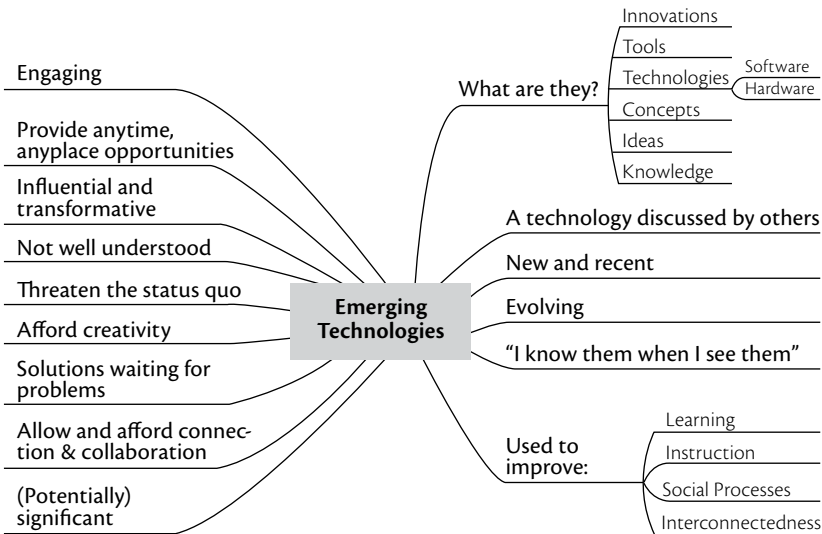 Engaging
Provide anytime,
anyplace opportunities
Influential and
transformative
Not well understood
Threaten the status quo
Afford creativity
Solutions waiting for
problems
Allow and afford connec-
tion & collaboration
(Potentially)
significant
Emerging
Technologies
What are they?
Innovations
Tools
Technologies
Software
Hardware
Concepts
Ideas
Knowledge
A technology discussed by others
New and recent
Evolving
“I know them when I see them”
Used to
improve:
Learning
Instruction
Social Processes
Interconnectedness